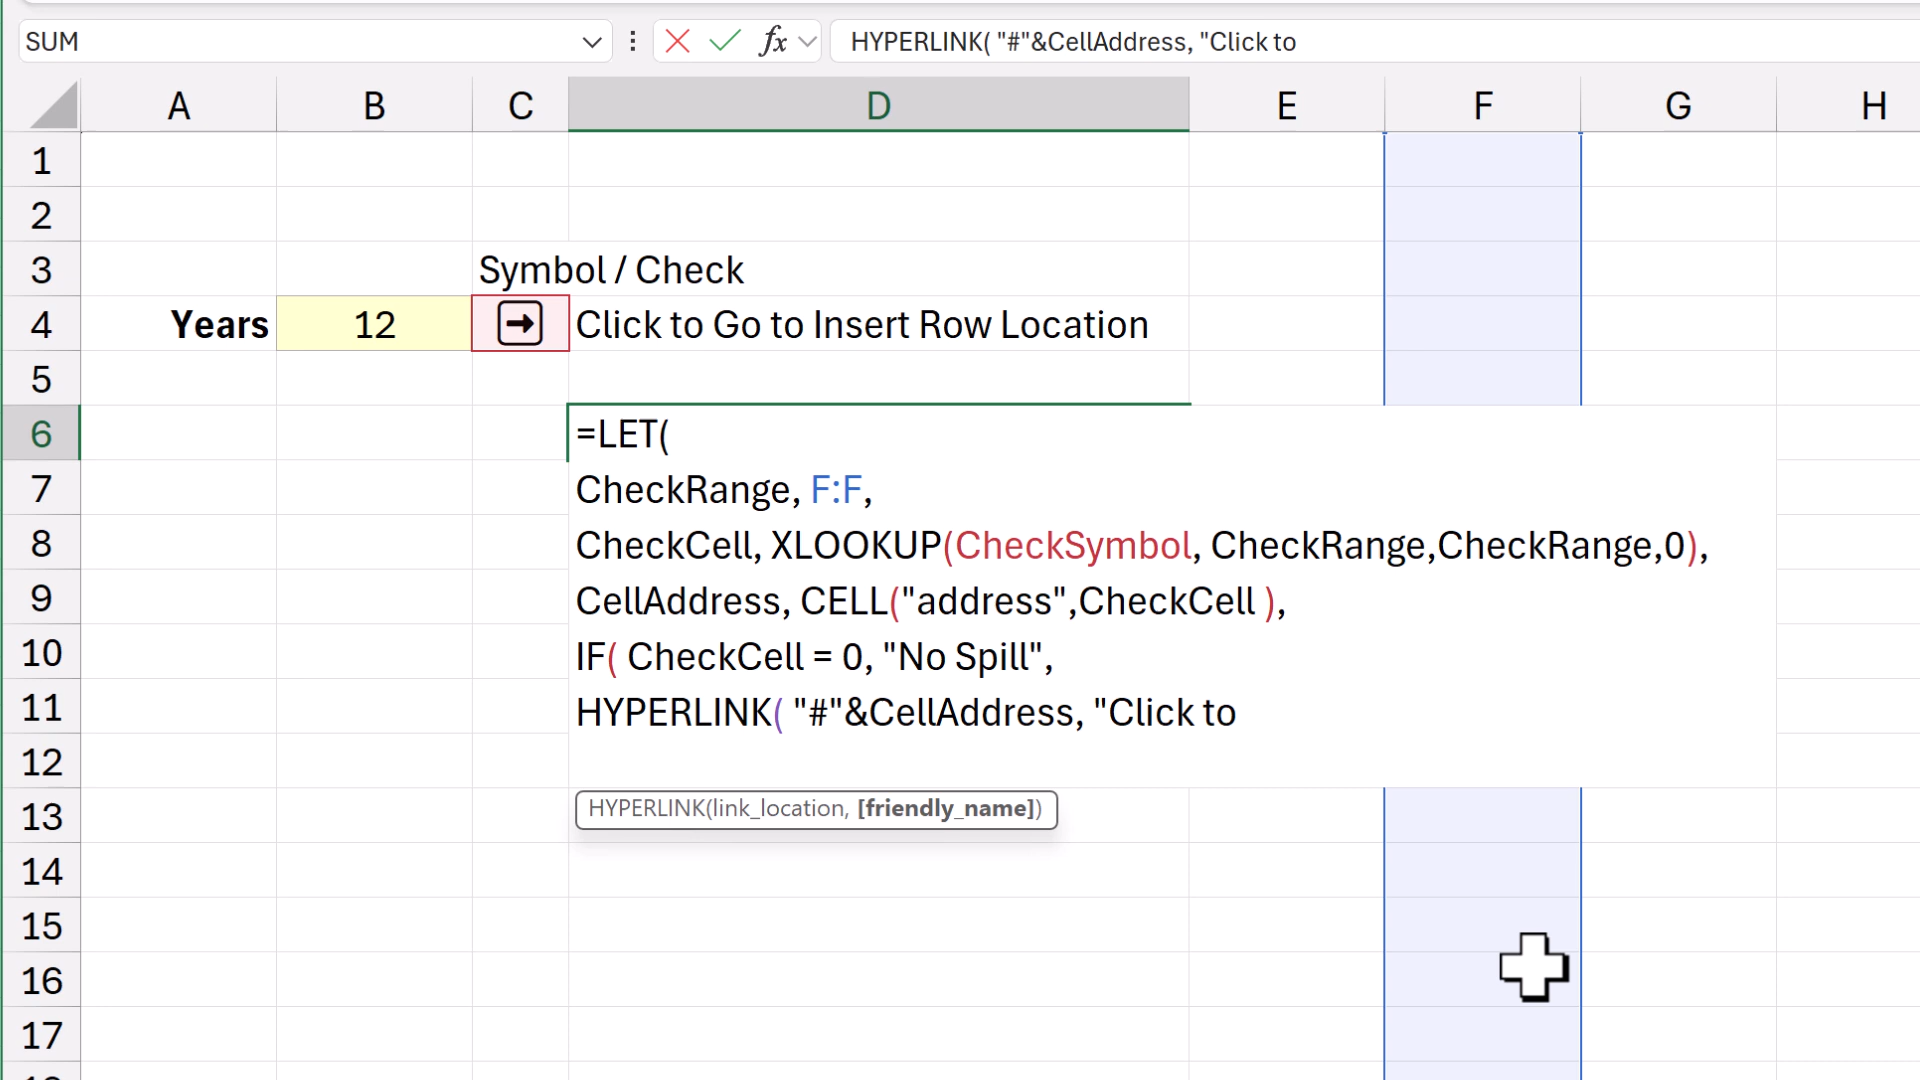 SUM
fx
HYPERLINK( "#"&CellAddress, "Click to
A B C D E F G H
1
2
3 Symbol / Check
4 Years 12 ➡ Click to Go to Insert Row Location
5
6 =LET(
7 CheckRange, F:F,
8 CheckCell, XLOOKUP(CheckSymbol, CheckRange,CheckRange,0),
9 CellAddress, CELL("address",CheckCell ),
10 IF( CheckCell = 0, "No Spill",
11 HYPERLINK( "#"&CellAddress, "Click to
12
13 HYPERLINK(link_location, [friendly_name])
14
15
16
17